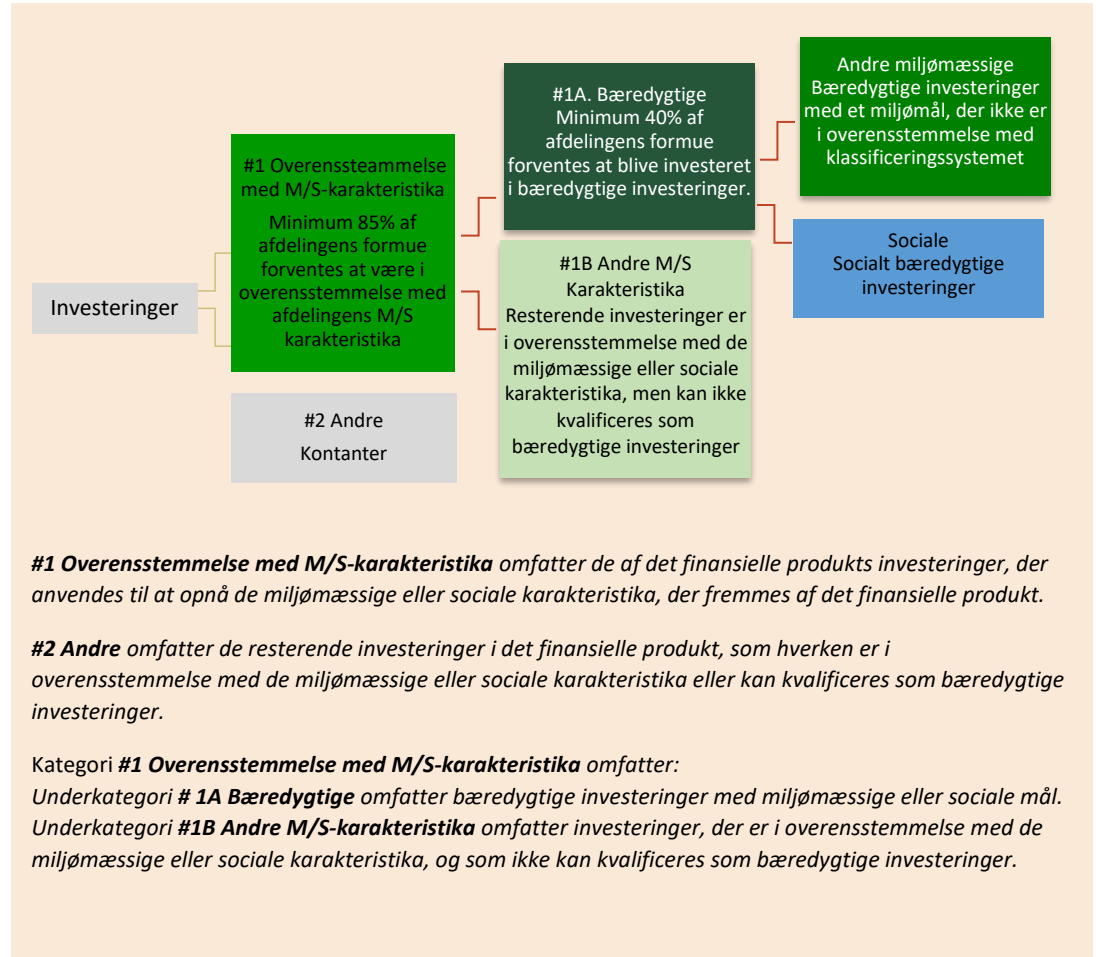 Investeringer
#1 Overenssteammelse
med M/S-karakteristika
Minimum 85% af
afdelingens formue
forventes at være i
overensstemmelse med
afdelingens M/S
karakteristika
#2 Andre
Kontanter
#1A. Bæredygtige
Minimum 40% af
afdelingens formue
forventes at blive investeret
i bæredygtige investeringer.
#1B Andre M/S
Karakteristika
Resterende investeringer er
i overensstemmelse med de
miljømæssige eller sociale
karakteristika, men kan ikke
kvalificeres som
bæredygtige investeringer
Andre miljømæssige
Bæredygtige investeringer
med et miljømål, der ikke er
i overensstemmelse med
klassificeringssystemet
Sociale
Socialt bæredygtige
investeringer
#1 Overensstemmelse med M/S-karakteristika omfatter de af det finansielle produkts investeringer, der
anvendes til at opnå de miljømæssige eller sociale karakteristika, der fremmes af det finansielle produkt.
#2 Andre omfatter de resterende investeringer i det finansielle produkt, som hverken er i
overensstemmelse med de miljømæssige eller sociale karakteristika eller kan kvalificeres som bæredygtige
investeringer.
Kategori #1 Overensstemmelse med M/S-karakteristika omfatter:
Underkategori # 1A Bæredygtige omfatter bæredygtige investeringer med miljømæssige eller sociale mål.
Underkategori #1B Andre M/S-karakteristika omfatter investeringer, der er i overensstemmelse med de
miljømæssige eller sociale karakteristika, og som ikke kan kvalificeres som bæredygtige investeringer.